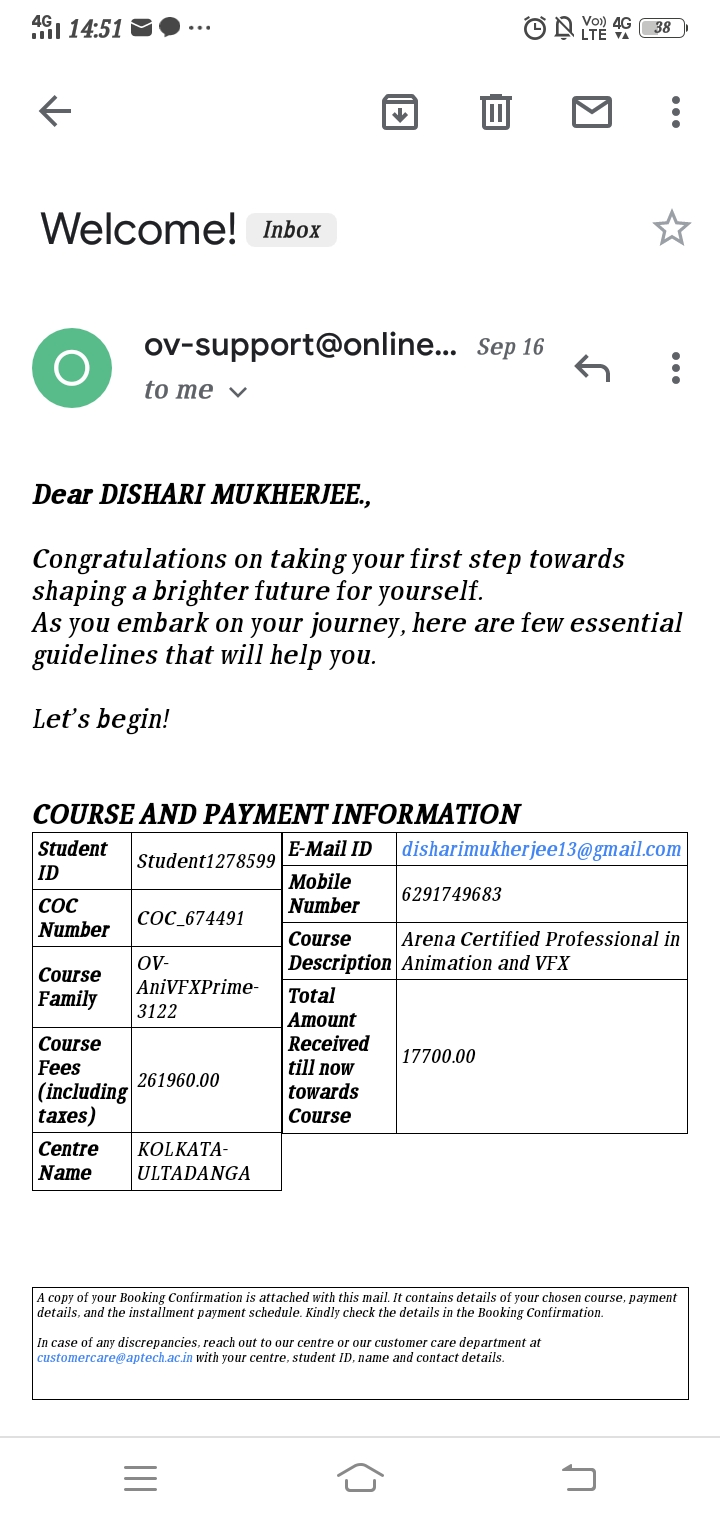 4G 14:51 ... Vo)) LTE 4G 38
Welcome! Inbox
O
ov-support@online... Sep 16
to me
Dear DISHARI MUKHERJEE.,
Congratulations on taking your first step towards
shaping a brighter future for yourself.
As you embark on your journey, here are few essential
guidelines that will help you.
Let's begin!
COURSE AND PAYMENT INFORMATION
Student
ID
Student1278599
COC
Number
COC_674491
Course
Family
OV-
AniVFXPrime-
3122
Course
Fees
(including
taxes)
261960.00
Centre
Name
KOLKATA-
ULTADANGA
E-Mail ID
disharimukherjee13@gmail.com
Mobile
Number
6291749683
Course
Description
Arena Certified Professional in
Animation and VFX
Total
Amount
Received
till now
towards
Course
17700.00
A copy of your Booking Confirmation is attached with this mail. It contains details of your chosen course, payment
details, and the installment payment schedule. Kindly check the details in the Booking Confirmation.
In case of any discrepancies, reach out to our centre or our customer care department at
customercare@aptech.ac.in with your centre, student ID, name and contact details.